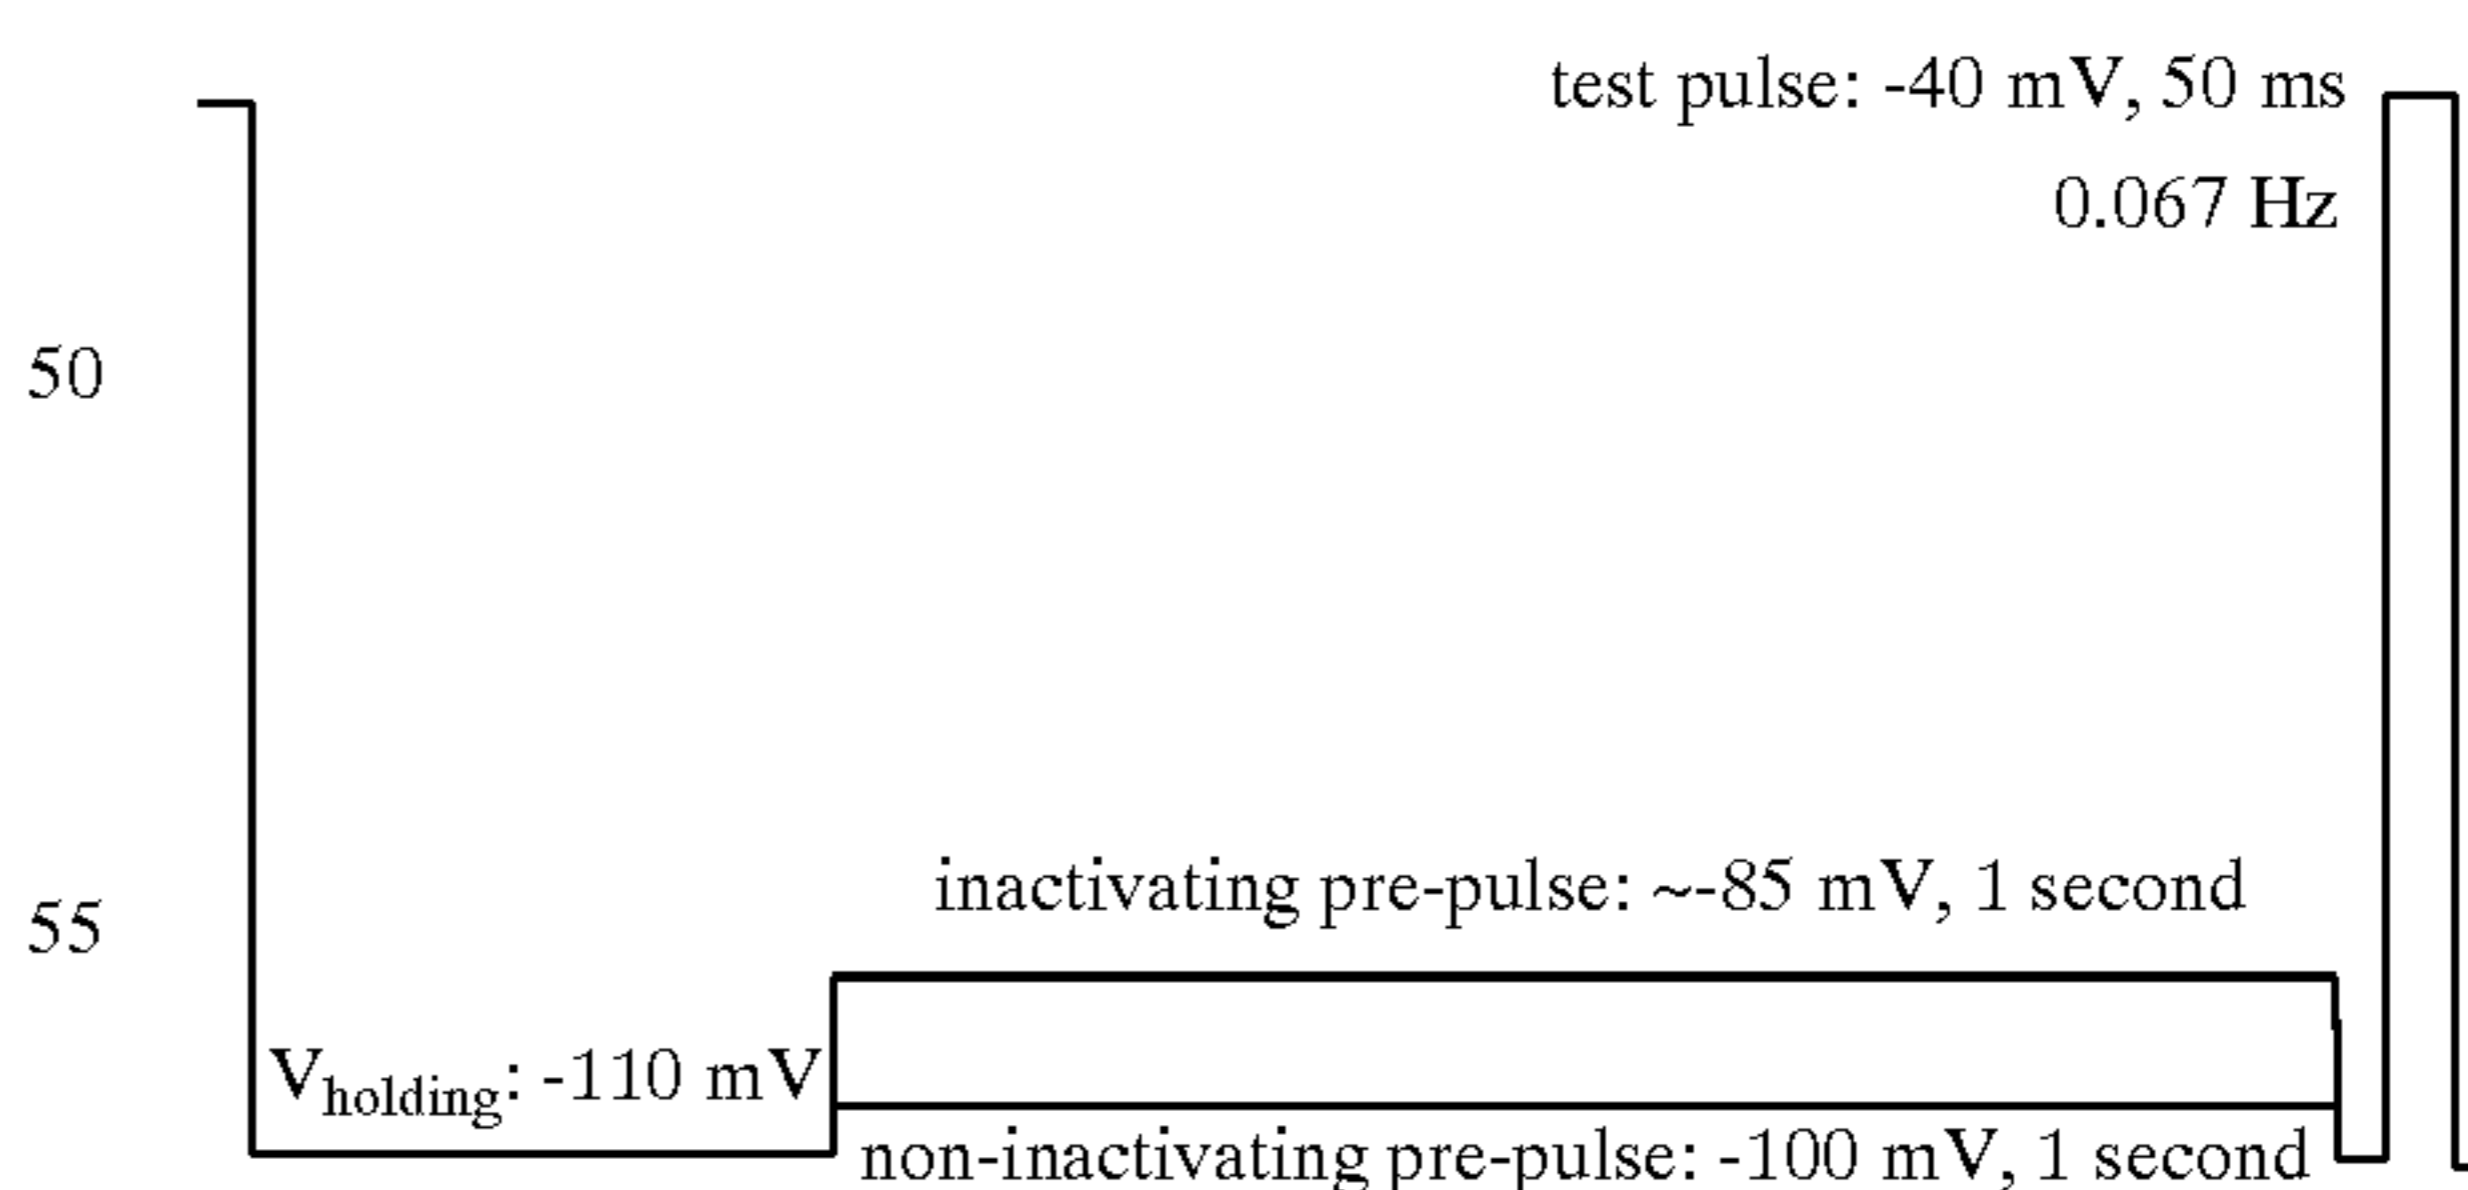 test pulse: -40 mV, 50 ms
0.067 Hz
50
inactivating pre-pulse: ~-85 mV, 1 second
55
Vholding: -110 mV
non-inactivating pre-pulse: -100 mV, 1 second